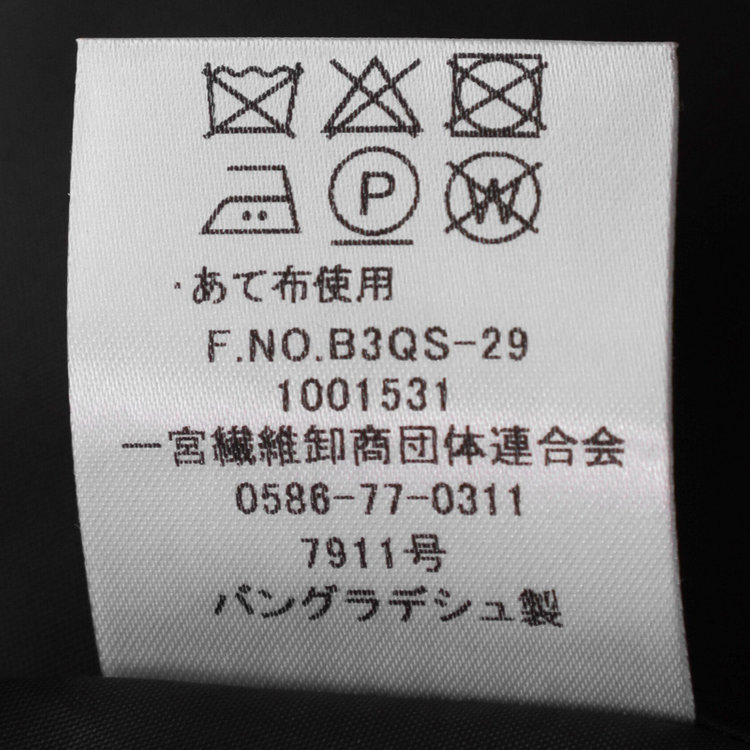 P W
・あて布使用
F.NO.B3QS-29
1001531
一宮繊維卸商団体連合会
0586-77-0311
7911号
バングラデシュ製